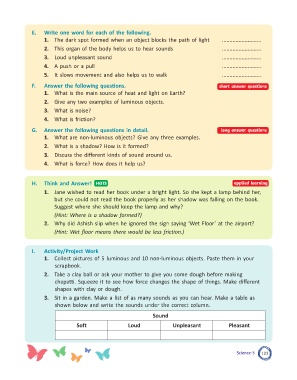 E. Write one word for each of the following.
1. The dark spot formed when an object blocks the path of light ........................
2. This organ of the body helps us to hear sounds ........................
3. Loud unpleasant sound ........................
4. A push or a pull ........................
5. It slows movement and also helps us to walk ........................
F. Answer the following questions. short answer questions
1. What is the main source of heat and light on Earth?
2. Give any two examples of luminous objects.
3. What is noise?
4. What is friction?
G. Answer the following questions in detail. long answer questions
1. What are non-luminous objects? Give any three examples.
2. What is a shadow? How is it formed?
3. Discuss the different kinds of sound around us.
4. What is force? How does it help us?
H. Think and Answer! HOTS applied learning
1. Jane wished to read her book under a bright light. So she kept a lamp behind her,
but she could not read the book properly as her shadow was falling on the book.
Suggest where she should keep the lamp and why?
(Hint: Where is a shadow formed?)
2. Why did Ashish slip when he ignored the sign saying 'Wet Floor' at the airport?
(Hint: Wet floor means there would be less friction.)
I. Activity/Project Work
1. Collect pictures of 5 luminous and 10 non-luminous objects. Paste them in your
scrapbook.
2. Take a clay ball or ask your mother to give you some dough before making
chapatti. Squeeze it to see how force changes the shape of things. Make different
shapes with clay or dough.
3. Sit in a garden. Make a list of as many sounds as you can hear. Make a table as
shown below and write the sounds under the correct column.
Sound
Soft Loud Unpleasant Pleasant
Science-3